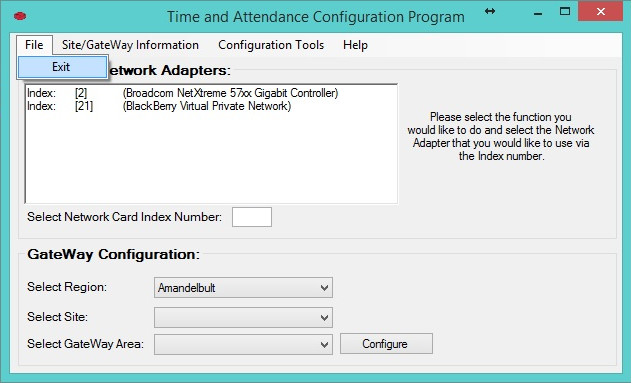 Time and Attendance Configuration Program
File Site/GateWay Information Configuration Tools Help
Exit
etwork Adapters:
Index: [2] (Broadcom NetXtreme 57xx Gigabit Controller)
Index: [21] (BlackBerry Virtual Private Network)
Please select the function you
would like to do and select the Network
Adapter that you would like to use via
the Index number.
Select Network Card Index Number:
GateWay Configuration:
Select Region: Amandelbult
Select Site:
Select GateWay Area: Configure